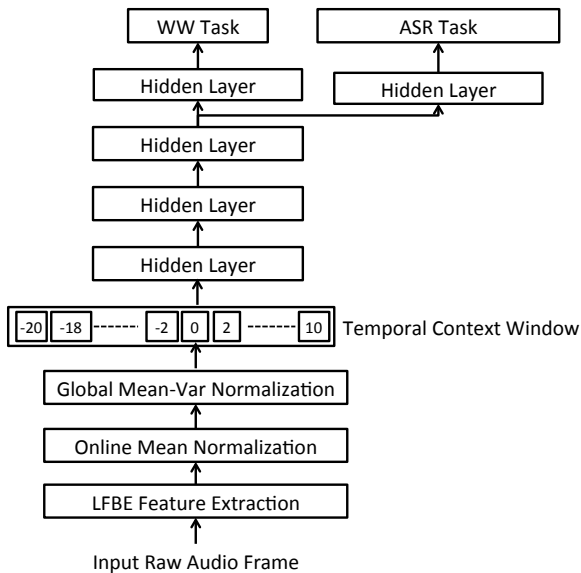 WW Task
ASR Task
Hidden Layer
Hidden Layer
Hidden Layer
Hidden Layer
Hidden Layer
-20 -18 -2 0 2 10
Temporal Context Window
Global Mean-Var Normalization
Online Mean Normalization
LFBE Feature Extraction
Input Raw Audio Frame